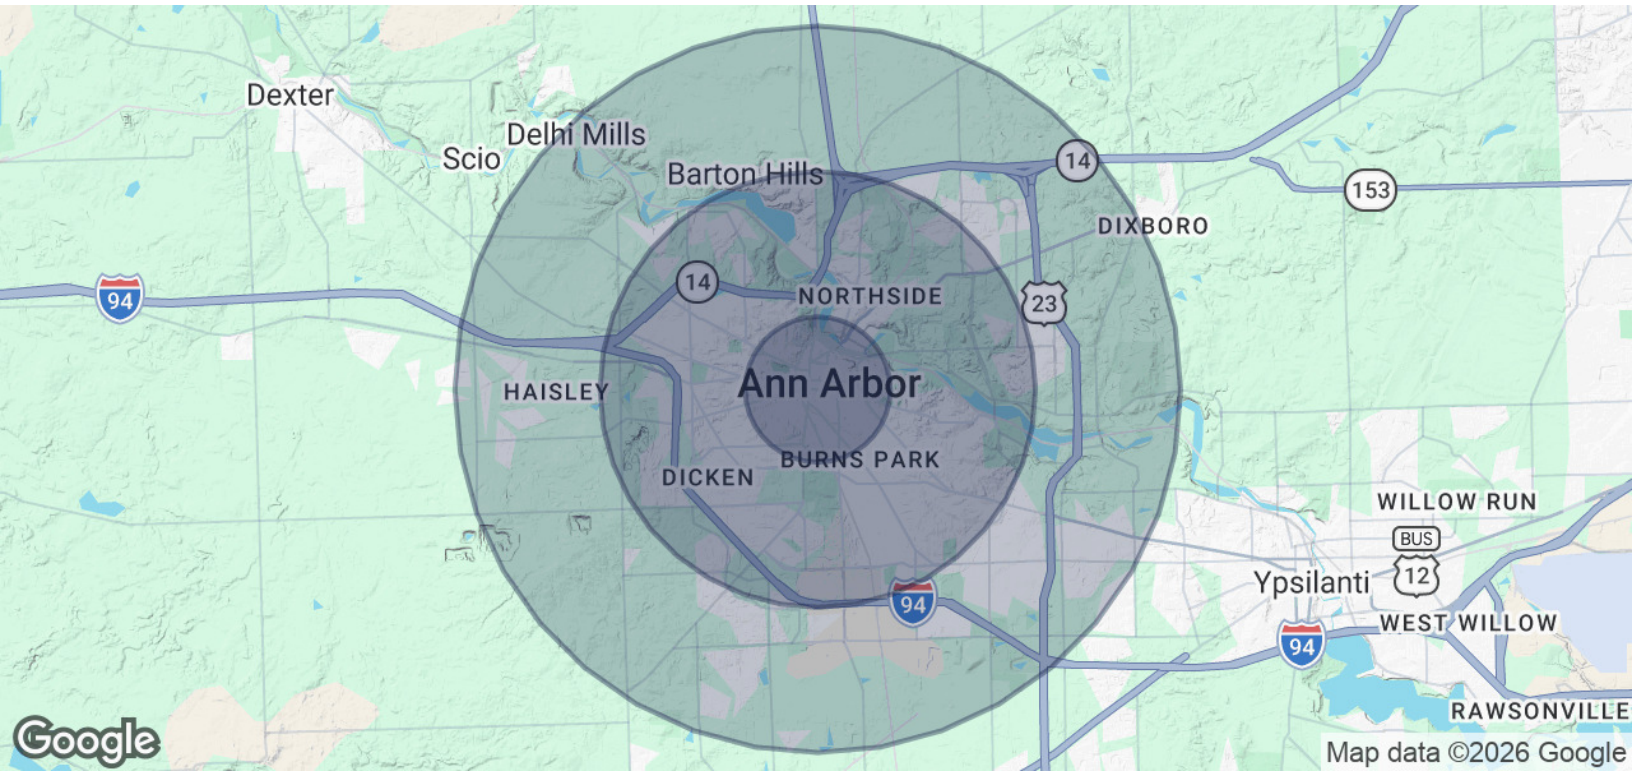 Dexter
Delhi Mills
Scio
Barton Hills
14
153
DIXBORO
94
14
NORTHSIDE
23
Ann Arbor
HAISLEY
BURNS PARK
DICKEN
WILLOW RUN
BUS
12
Ypsilanti
94
WEST WILLOW
94
RAWSONVILLE
Google
Map data ©2026 Google